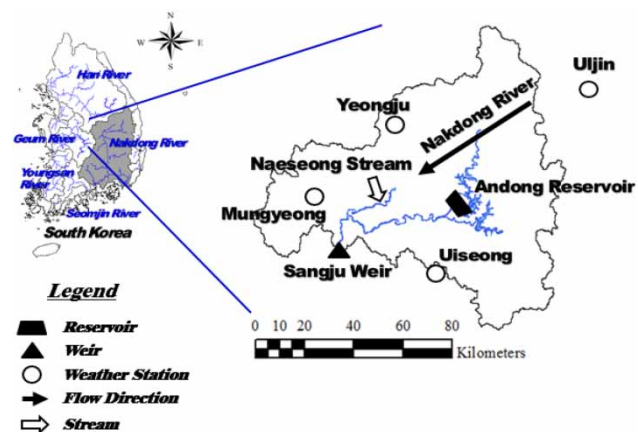 N
W
E
S
Han River
Geum River
Nakdong River
Youngsan
River
Seomjin River
South Korea
Uljin
Yeongju
Nakdong River
Naeseong Stream
Andong Reservoir
Mungyeong
Sangju Weir
Uiseong
0 10 20 40 60 80
Kilometers
Legend
Reservoir
Weir
Weather Station
Flow Direction
Stream